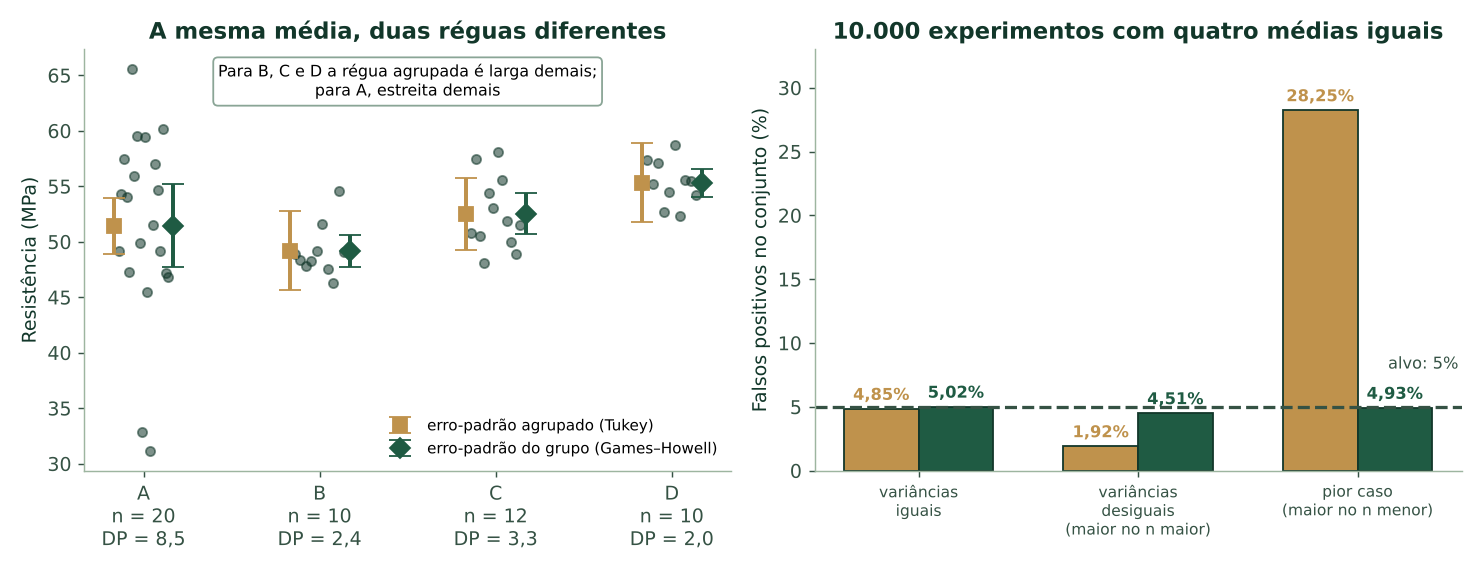 A mesma média, duas réguas diferentes
Para B, C e D a régua agrupada é larga demais;
para A, estreita demais
Resistência (MPa)
65
60
55
50
45
40
35
30
erro-padrão agrupado (Tukey)
erro-padrão do grupo (Games–Howell)
A
n = 20
DP = 8,5
B
n = 10
DP = 2,4
C
n = 12
DP = 3,3
D
n = 10
DP = 2,0
10.000 experimentos com quatro médias iguais
Falsos positivos no conjunto (%)
30
25
20
15
10
5
0
4,85%
5,02%
1,92%
4,51%
28,25%
4,93%
alvo: 5%
variâncias
iguais
variâncias
desiguais
(maior no n maior)
pior caso
(maior no n menor)